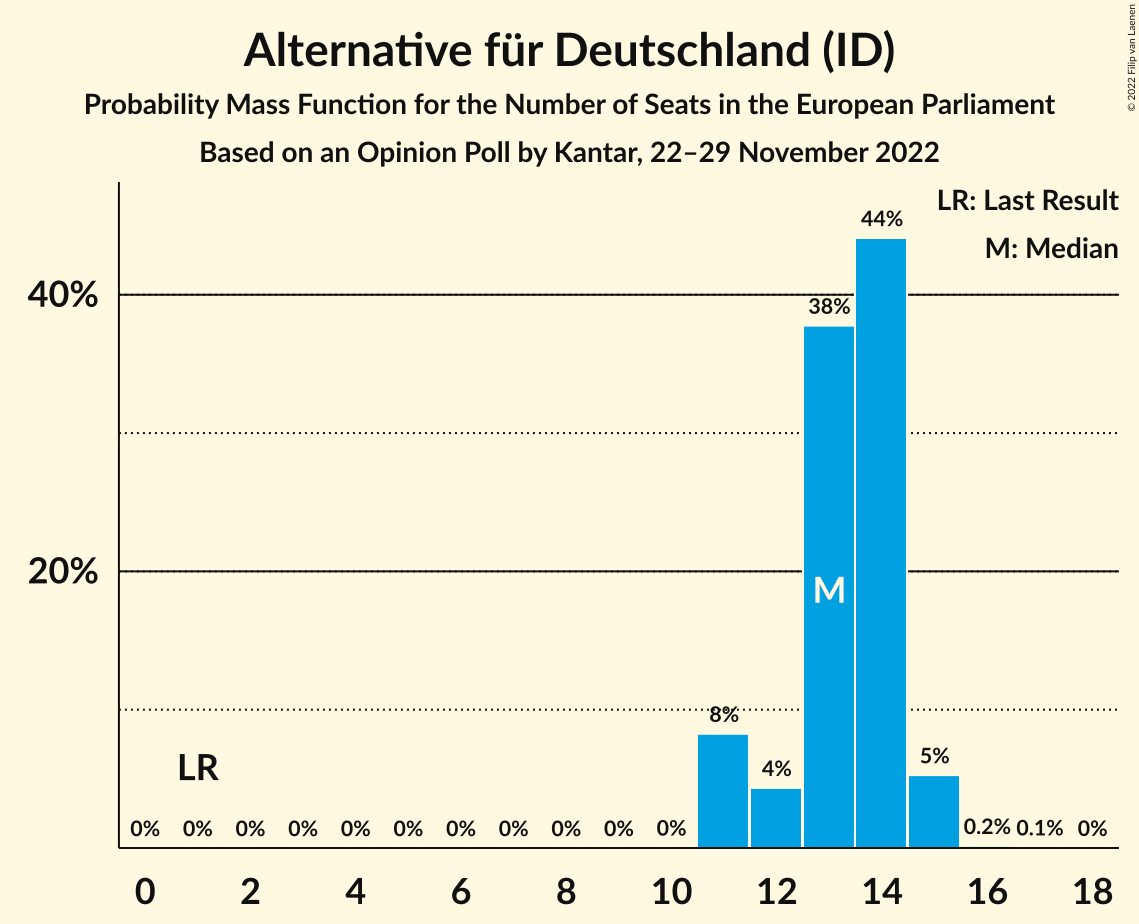 Alternative für Deutschland (ID)
Probability Mass Function for the Number of Seats in the European Parliament
Based on an Opinion Poll by Kantar, 22–29 November 2022
© 2022 Filip van Laenen
LR: Last Result
M: Median
44%
40%
38%
20%
M
8%
LR
4%
5%
0% 0% 0% 0% 0% 0% 0% 0% 0% 0% 0% 0.2% 0.1% 0%
0 2 4 6 8 10 12 14 16 18